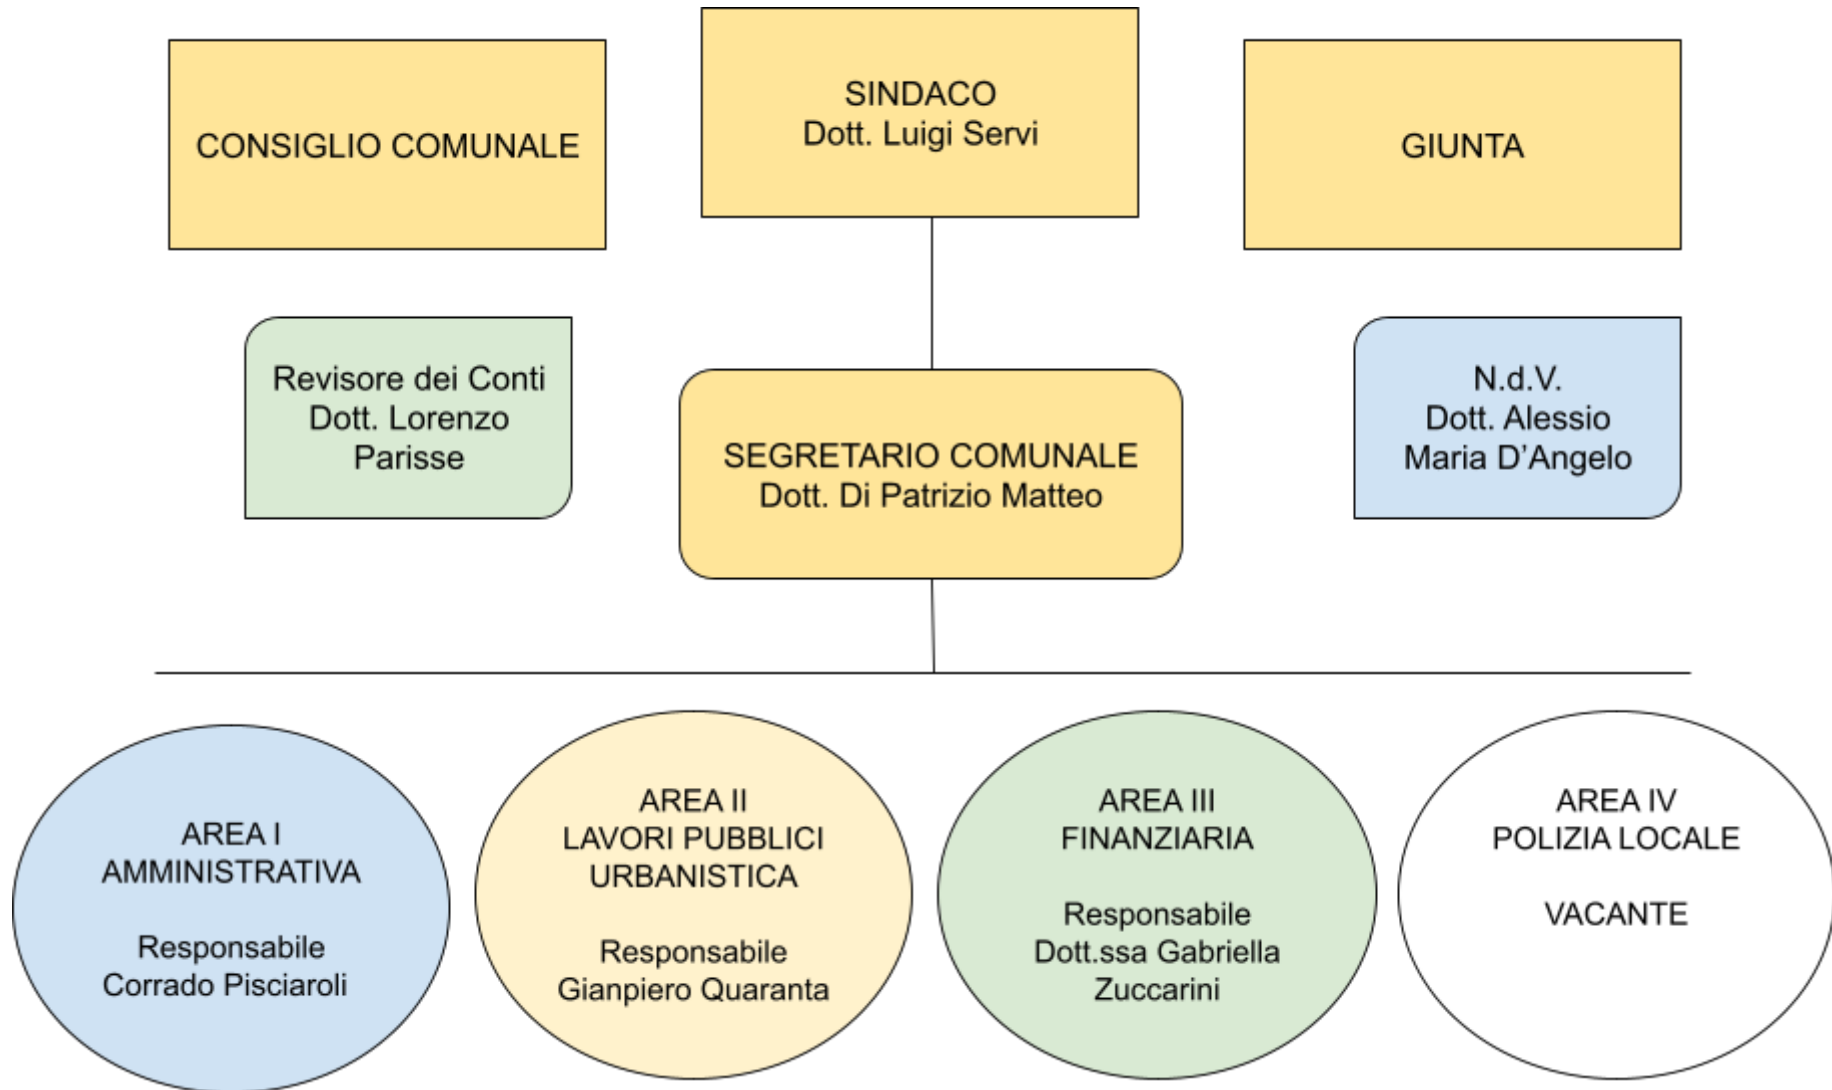 CONSIGLIO COMUNALE
SINDACO
Dott. Luigi Servi
GIUNTA
Revisore dei Conti
Dott. Lorenzo
Parisse
SEGRETARIO COMUNALE
Dott. Di Patrizio Matteo
N.d.V.
Dott. Alessio
Maria D’Angelo
AREA I
AMMINISTRATIVA
Responsabile
Corrado Pisciaroli
AREA II
LAVORI PUBBLICI
URBANISTICA
Responsabile
Gianpiero Quaranta
AREA III
FINANZIARIA
Responsabile
Dott.ssa Gabriella
Zuccarini
AREA IV
POLIZIA LOCALE
VACANTE